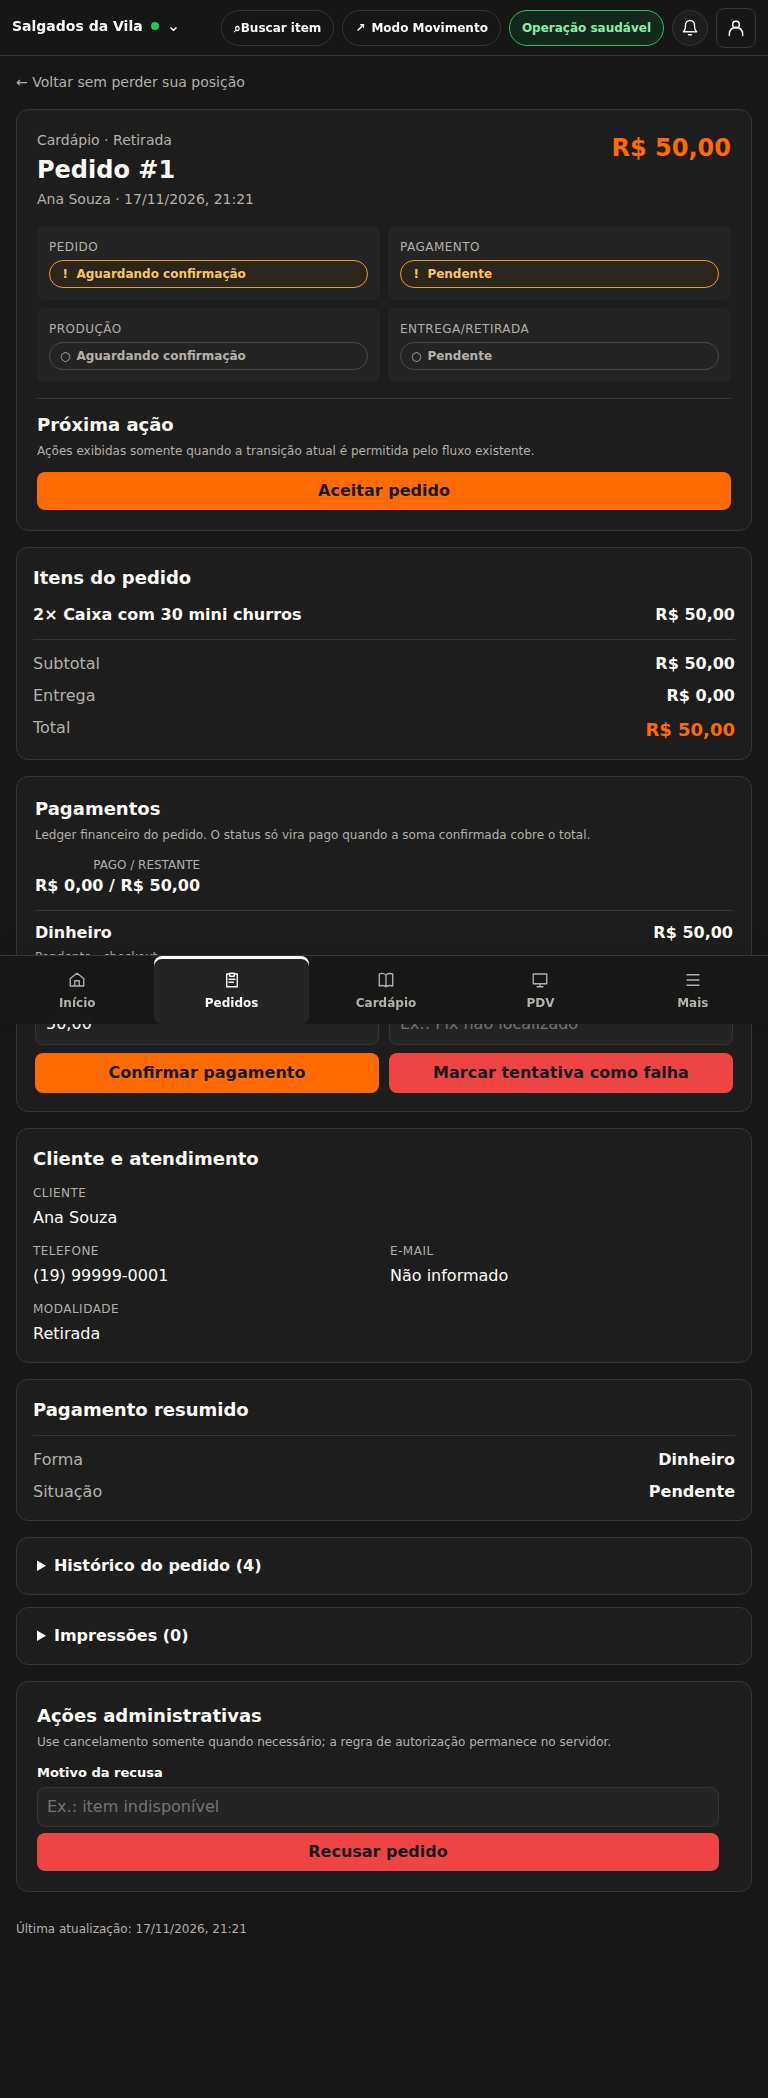 Salgados da Vila
Buscar item
↗ Modo Movimento
Operação saudável
← Voltar sem perder sua posição
Cardápio · Retirada
R$ 50,00
Pedido #1
Ana Souza · 17/11/2026, 21:21
PEDIDO
PAGAMENTO
! Aguardando confirmação
! Pendente
PRODUÇÃO
ENTREGA/RETIRADA
○ Aguardando confirmação
○ Pendente
Próxima ação
Ações exibidas somente quando a transição atual é permitida pelo fluxo existente.
Aceitar pedido
Itens do pedido
2× Caixa com 30 mini churros R$ 50,00
Subtotal R$ 50,00
Entrega R$ 0,00
Total R$ 50,00
Pagamentos
Ledger financeiro do pedido. O status só vira pago quando a soma confirmada cobre o total.
PAGO / RESTANTE
R$ 0,00 / R$ 50,00
Dinheiro R$ 50,00
Início
Pedidos
Cardápio
PDV
Mais
50,00
Ex.: Pix não localizado
Confirmar pagamento
Marcar tentativa como falha
Cliente e atendimento
CLIENTE
Ana Souza
TELEFONE
E-MAIL
(19) 99999-0001
Não informado
MODALIDADE
Retirada
Pagamento resumido
Forma Dinheiro
Situação Pendente
▶ Histórico do pedido (4)
▶ Impressões (0)
Ações administrativas
Use cancelamento somente quando necessário; a regra de autorização permanece no servidor.
Motivo da recusa
Ex.: item indisponível
Recusar pedido
Última atualização: 17/11/2026, 21:21